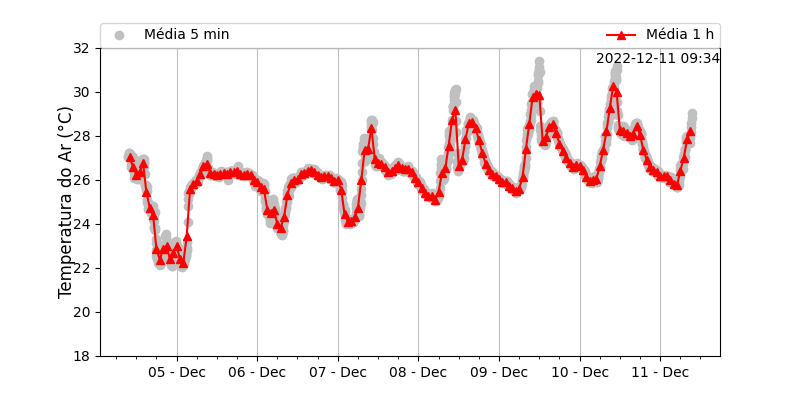 Média 5 min
Média 1 h
2022-12-11 09:34
Temperatura do Ar (°C)
32
30
28
26
24
22
20
18
05 - Dec
06 - Dec
07 - Dec
08 - Dec
09 - Dec
10 - Dec
11 - Dec